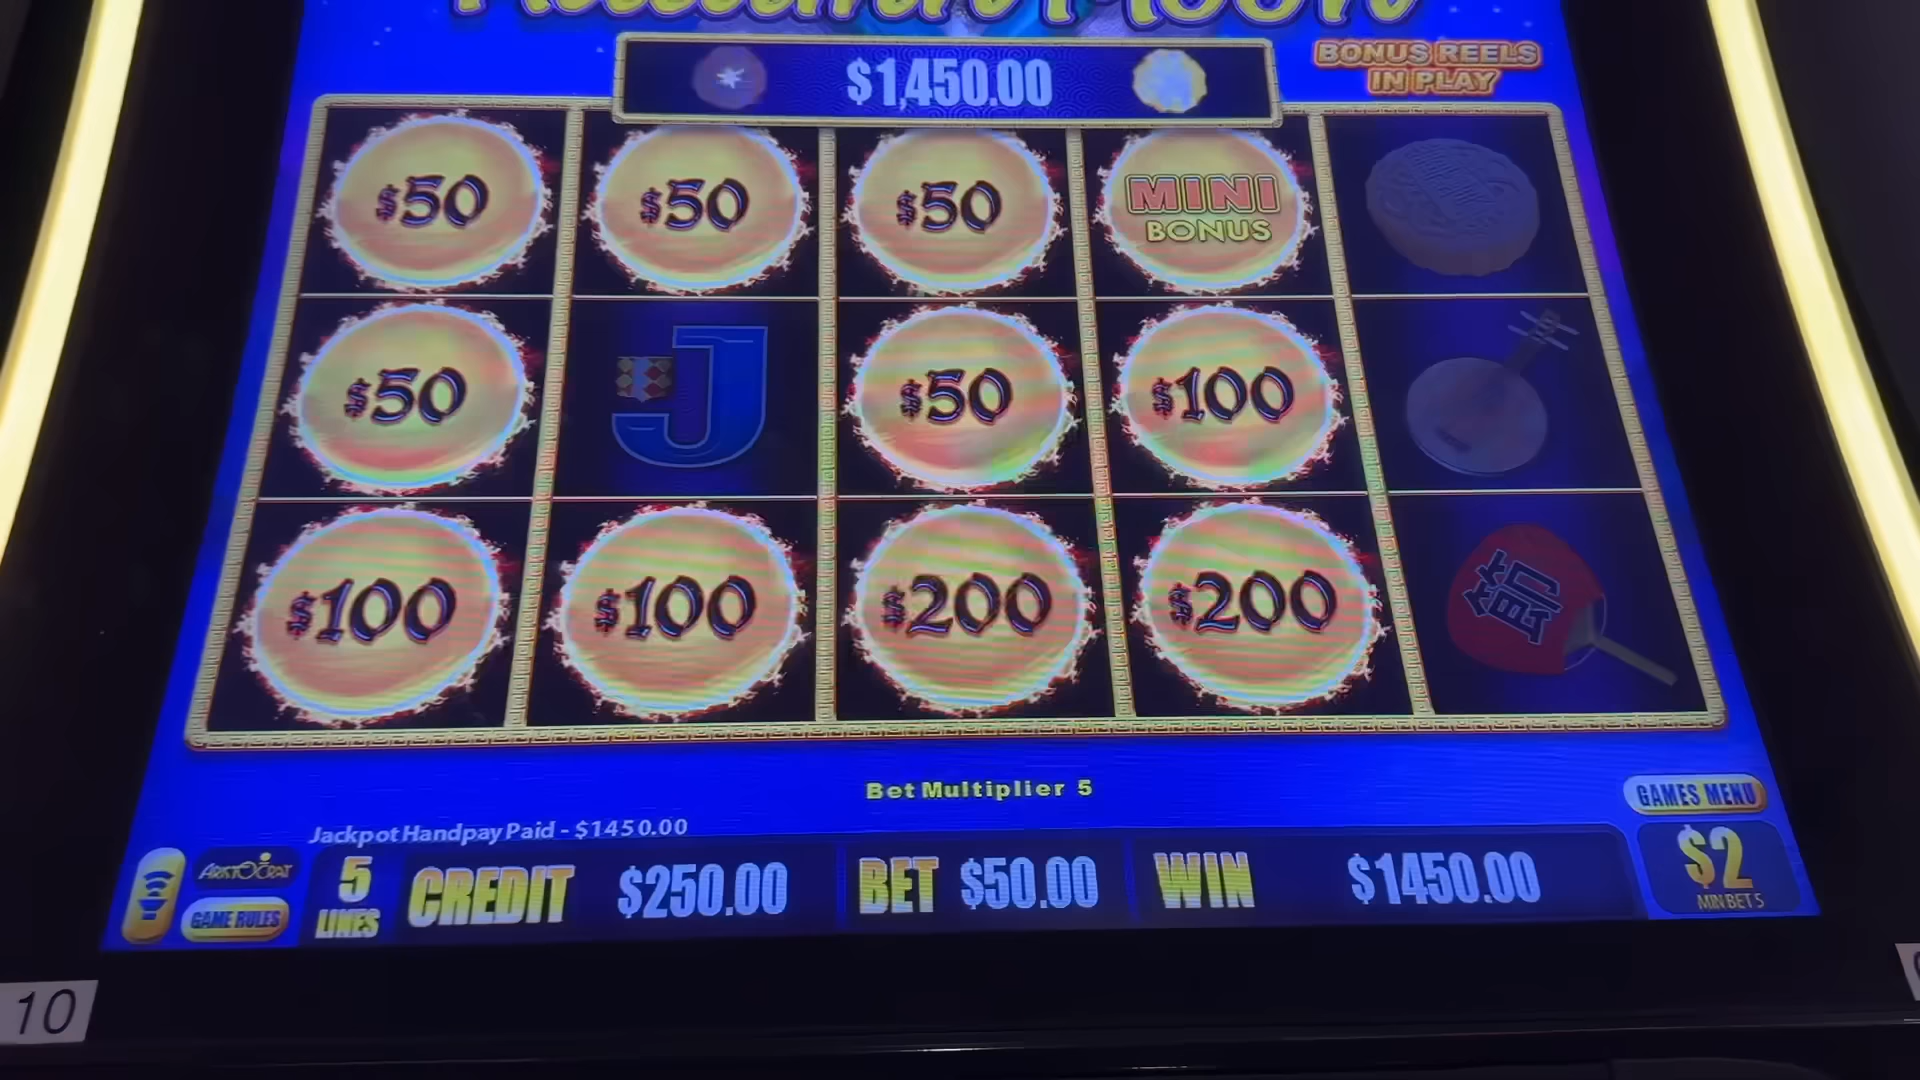 BONUS REELS
IN PLAY
$1,450.00
$50
$50
$50
MINI
BONUS
$50
J
$50
$100
$100
$100
$200
$200
Bet Multiplier 5
GAMES MENU
Jackpot Handpay Paid - $1450.00
ARISTOCRAT
GAME RULES
5
LINES
CREDIT $250.00
BET $50.00
WIN $1450.00
$2
MIN BET 5
10